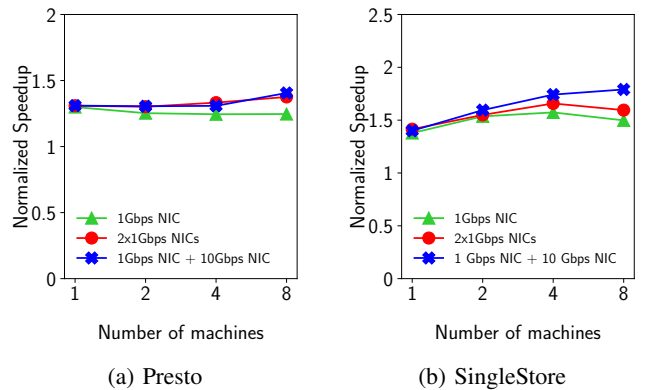 Normalized Speedup
2
1.5
1
0.5
0
1Gbps NIC
2x1Gbps NICs
1Gbps NIC + 10Gbps NIC
1 2 4 8
Number of machines
(a) Presto
Normalized Speedup
2.5
2
1.5
1
0.5
0
1Gbps NIC
2x1Gbps NICs
1 Gbps NIC + 10 Gbps NIC
1 2 4 8
Number of machines
(b) SingleStore